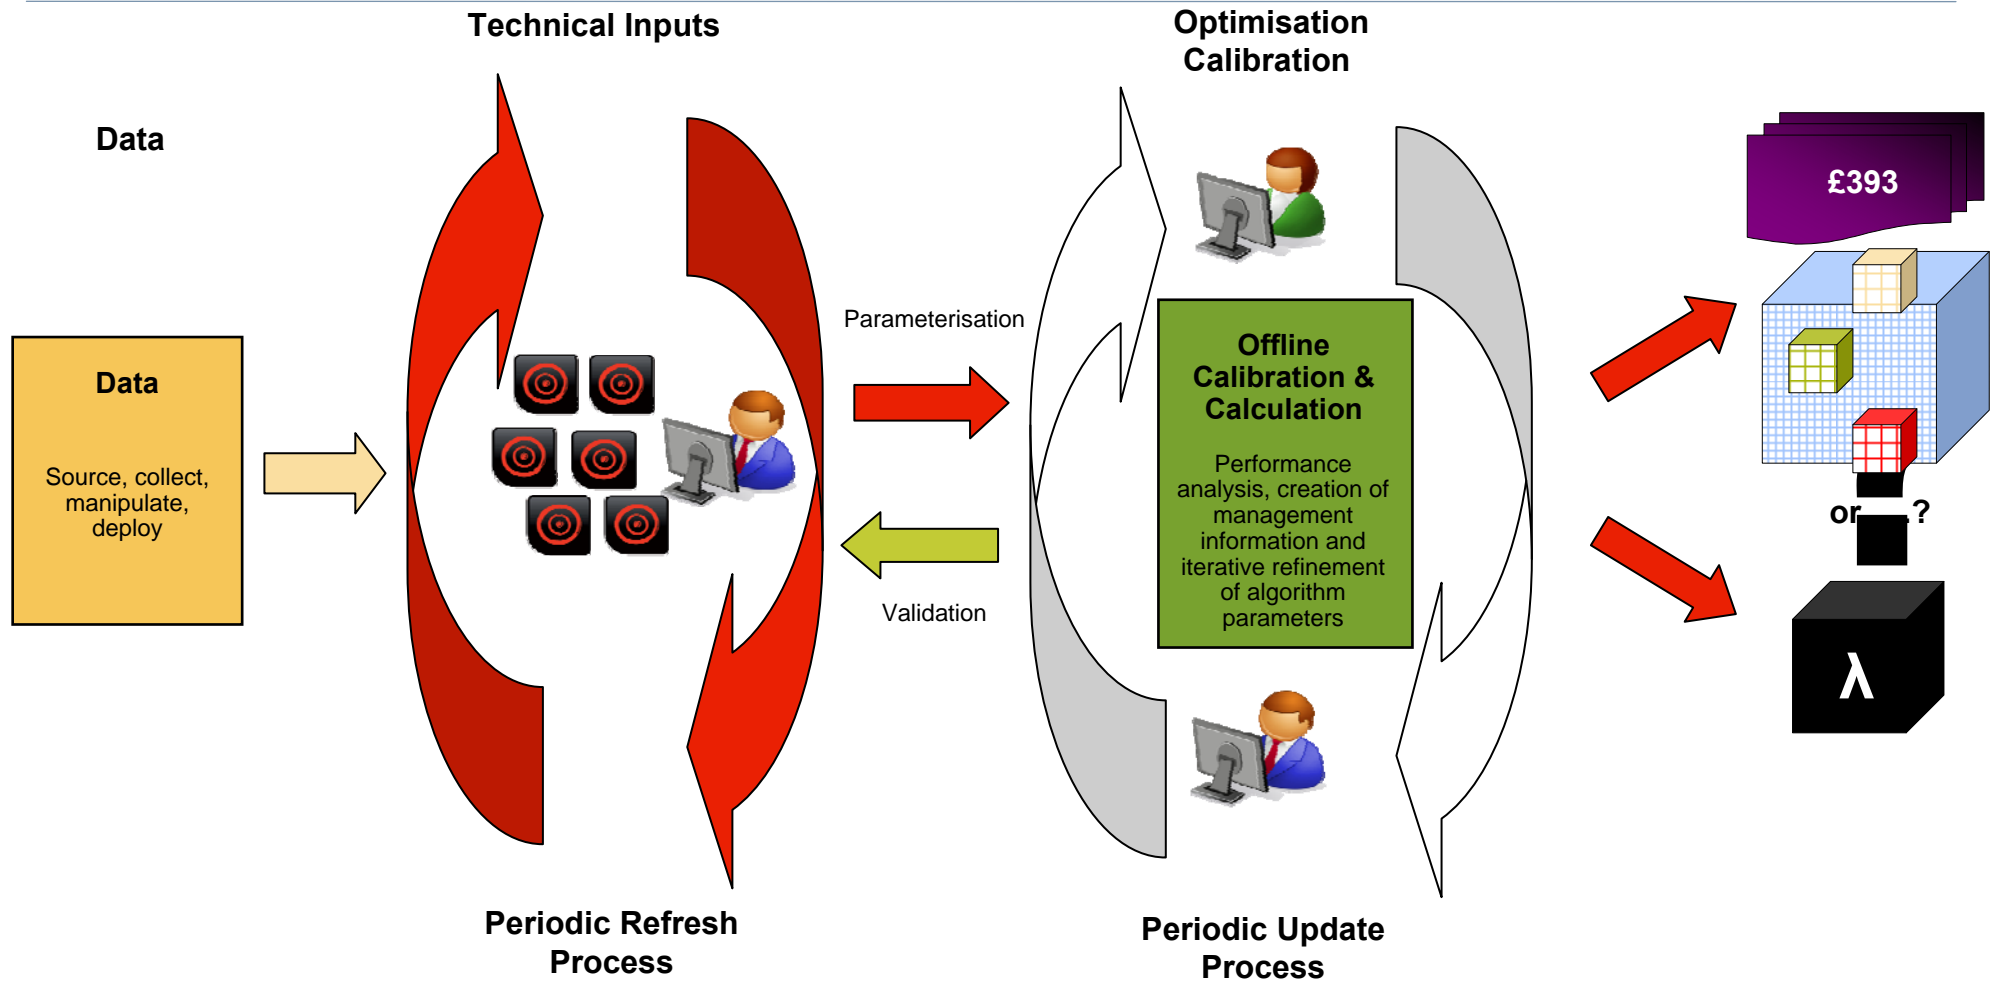 Technical Inputs
Optimisation
Calibration
Data
£393
Parameterisation
Data
Source, collect,
manipulate,
deploy
Offline
Calibration &
Calculation
Performance
analysis, creation of
management
information and
iterative refinement
of algorithm
parameters
or .?
Validation
λ
Periodic Refresh
Process
Periodic Update
Process